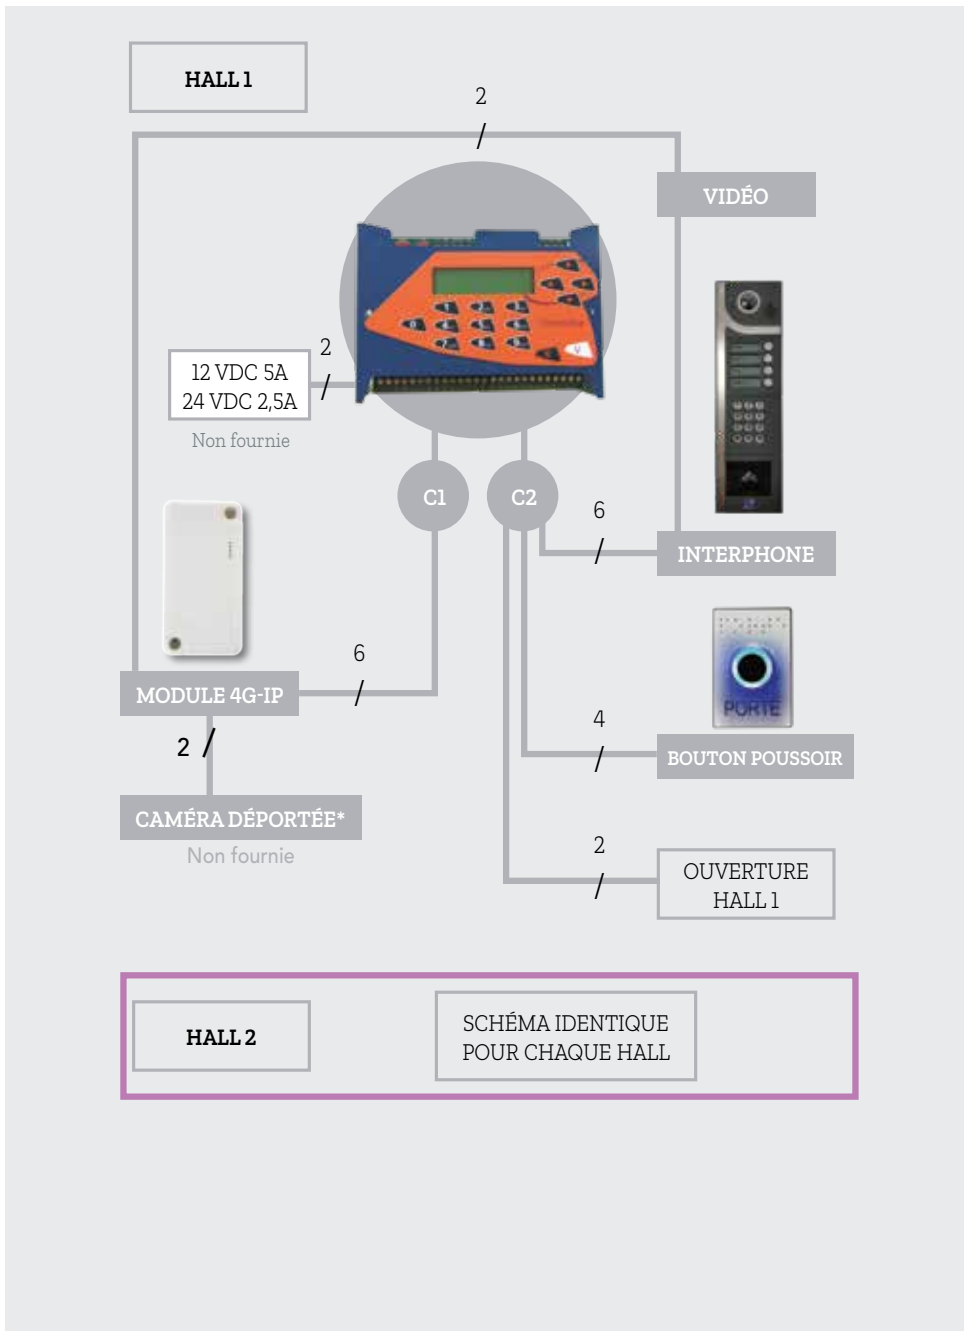 HALL 1
2
VIDÉO
2
12 VDC 5A
24 VDC 2,5A
Non fournie
C1
C2
6
INTERPHONE
6
MODULE 4G-IP
PORTE
4
BOUTON POUSSOIR
2
CAMÉRA DÉPORTÉE*
Non fournie
2
OUVERTURE
HALL 1
HALL 2
SCHÉMA IDENTIQUE
POUR CHAQUE HALL